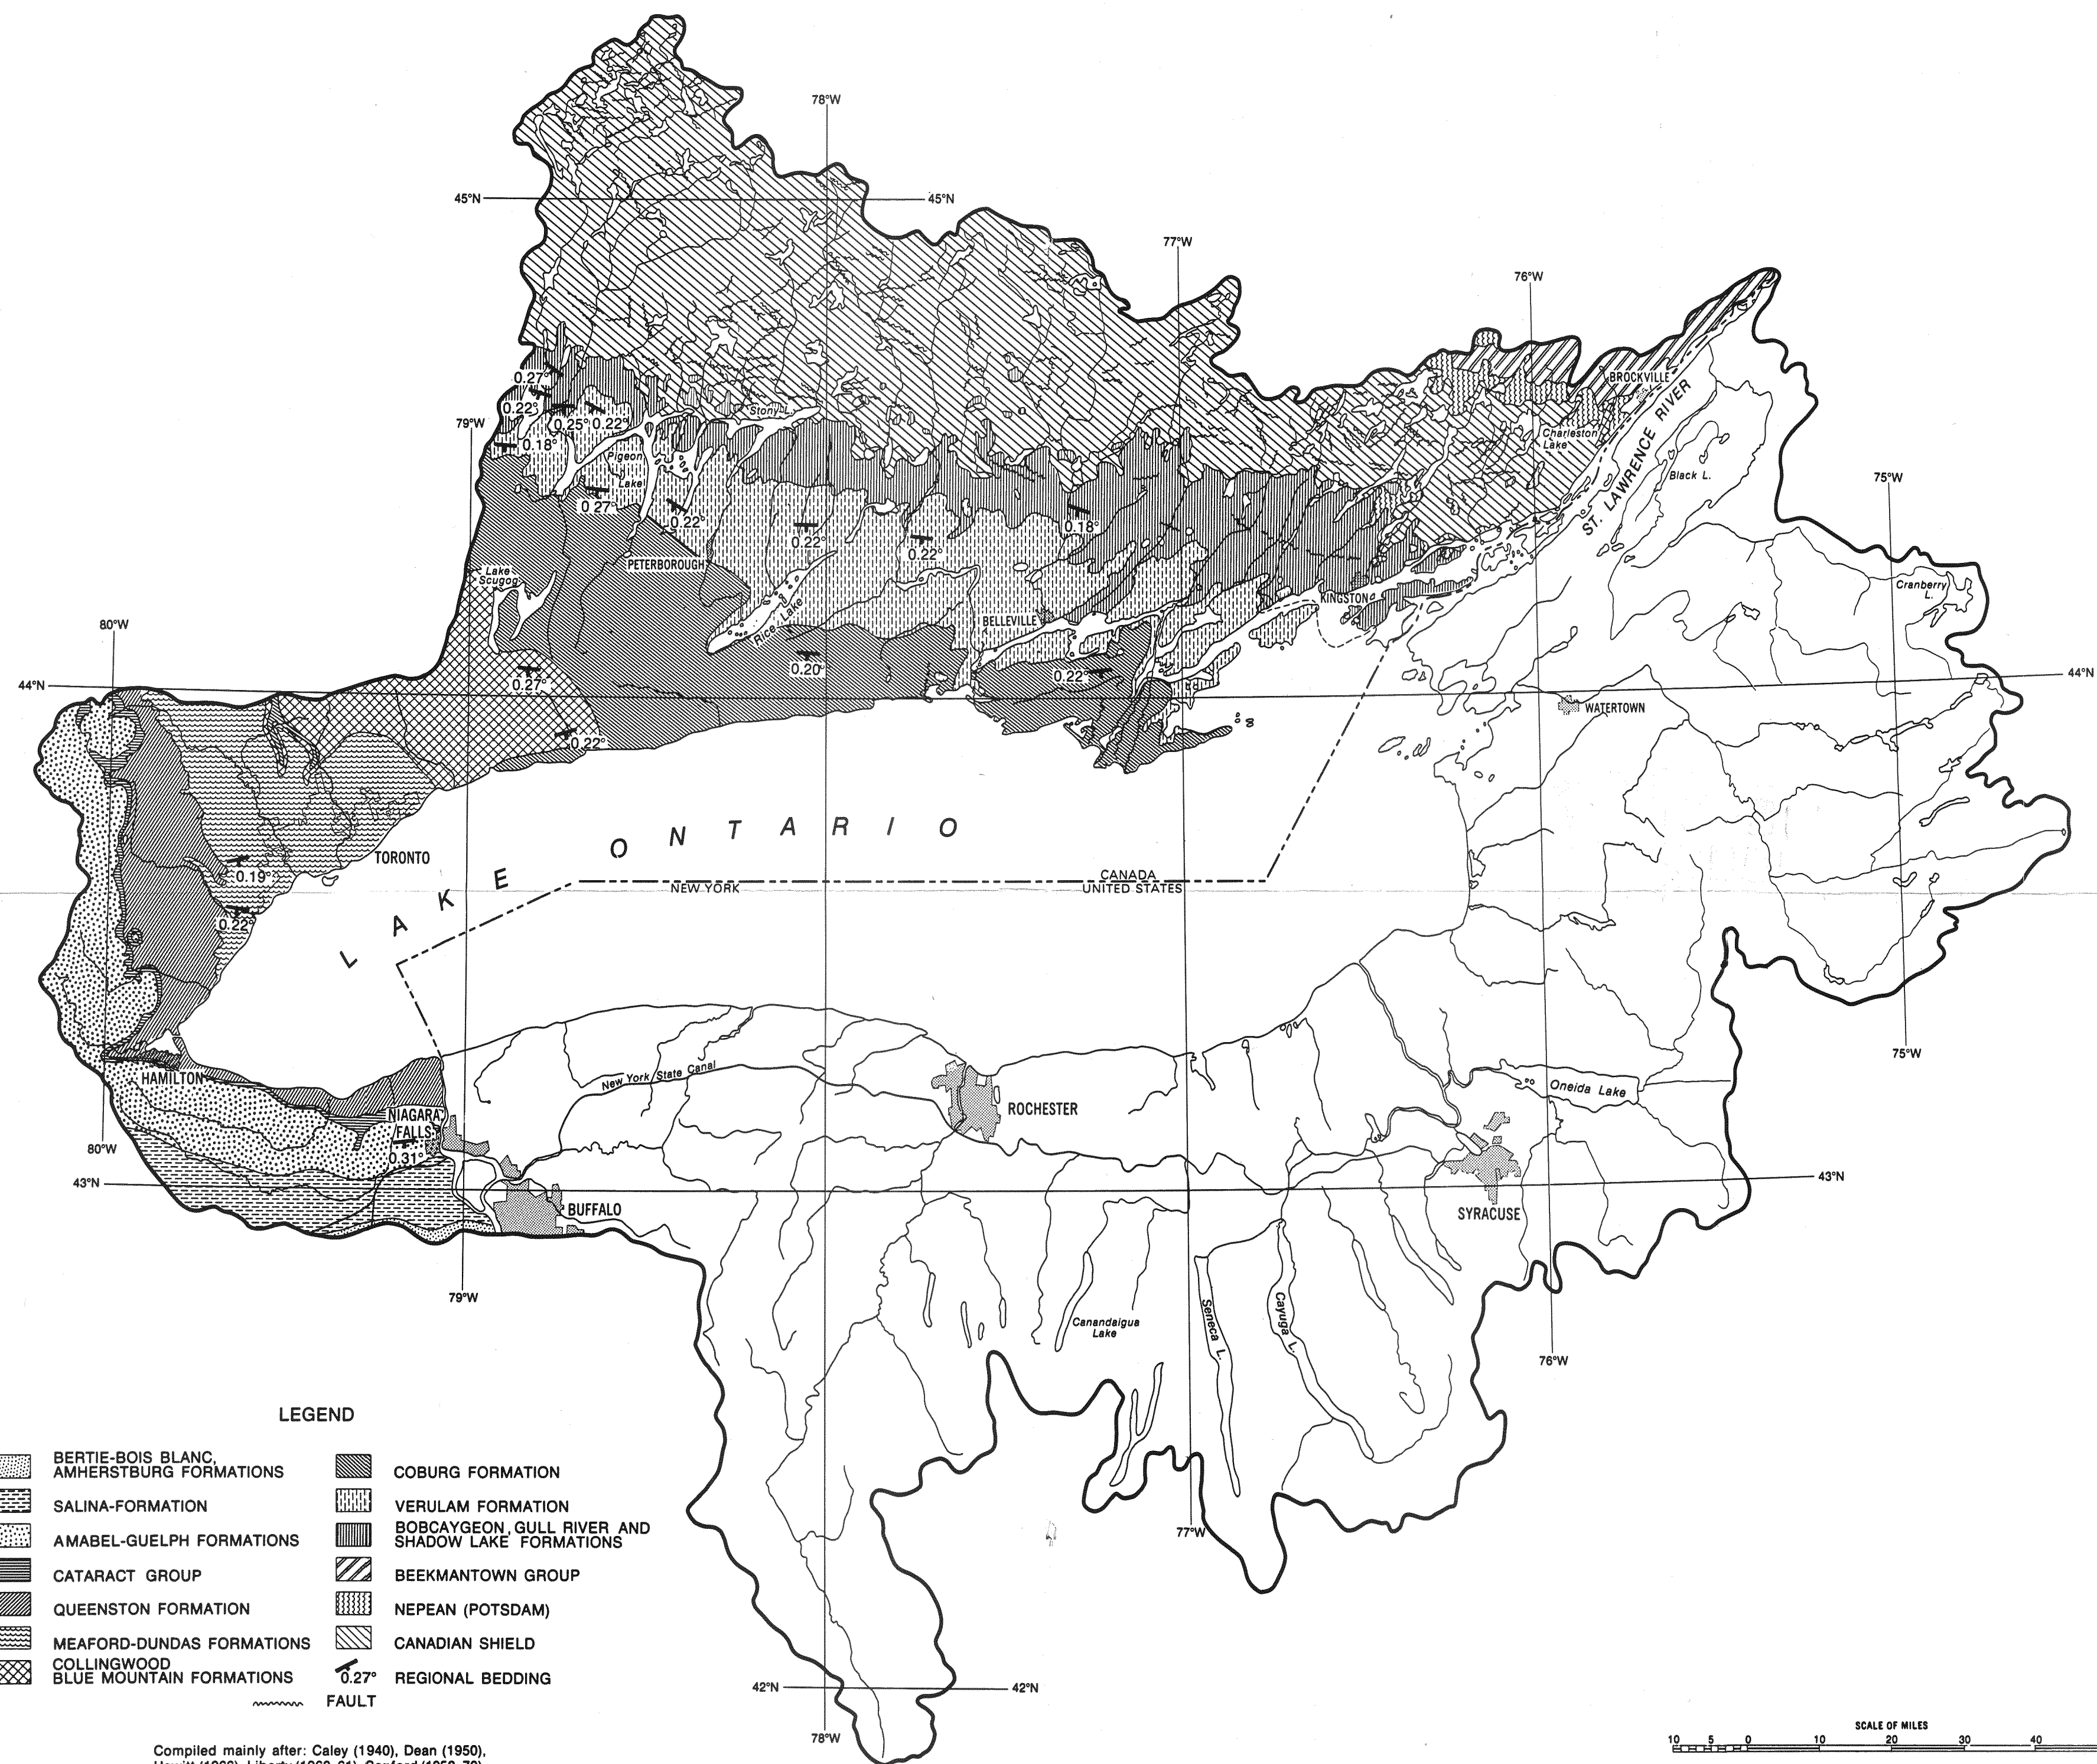 78°W
45°N
45°N
77°W
76°W
0.27°
BROCKVILLE
0.22°
0.25°
0.22°
Stony L.
79°W
ST. LAWRENCE RIVER
0.18°
Charleston
Lake
Pigeon
Lake
Black L.
75°W
0.27°
0.22°
0.22°
0.18°
0.22°
PETERBOROUGH
Lake
Scugog
Cranberry
L.
KINGSTON
Rice Lake
BELLEVILLE
80°W
0.20°
0.22°
44°N
0.27°
44°N
WATERTOWN
0.22°
LAKE ONTARIO
TORONTO
0.19°
CANADA
NEW YORK
UNITED STATES
0.22°
75°W
HAMILTON
New York State Canal
Oneida Lake
NIAGARA
FALLS
ROCHESTER
80°W
0.31°
43°N
43°N
BUFFALO
SYRACUSE
79°W
Canandaigua
Lake
Seneca L.
Cayuga L.
76°W
LEGEND
BERTIE-BOIS BLANC,
AMHERSTBURG FORMATIONS
COBURG FORMATION
SALINA-FORMATION
VERULAM FORMATION
AMABEL-GUELPH FORMATIONS
BOBCAYGEON, GULL RIVER AND
SHADOW LAKE FORMATIONS
77°W
CATARACT GROUP
BEEKMANTOWN GROUP
QUEENSTON FORMATION
NEPEAN (POTSDAM)
MEAFORD-DUNDAS FORMATIONS
CANADIAN SHIELD
COLLINGWOOD
BLUE MOUNTAIN FORMATIONS
0.27°
REGIONAL BEDDING
FAULT
42°N
42°N
78°W
SCALE OF MILES
10 5 0 10 20 30 40
Compiled mainly after: Caley (1940), Dean (1950),